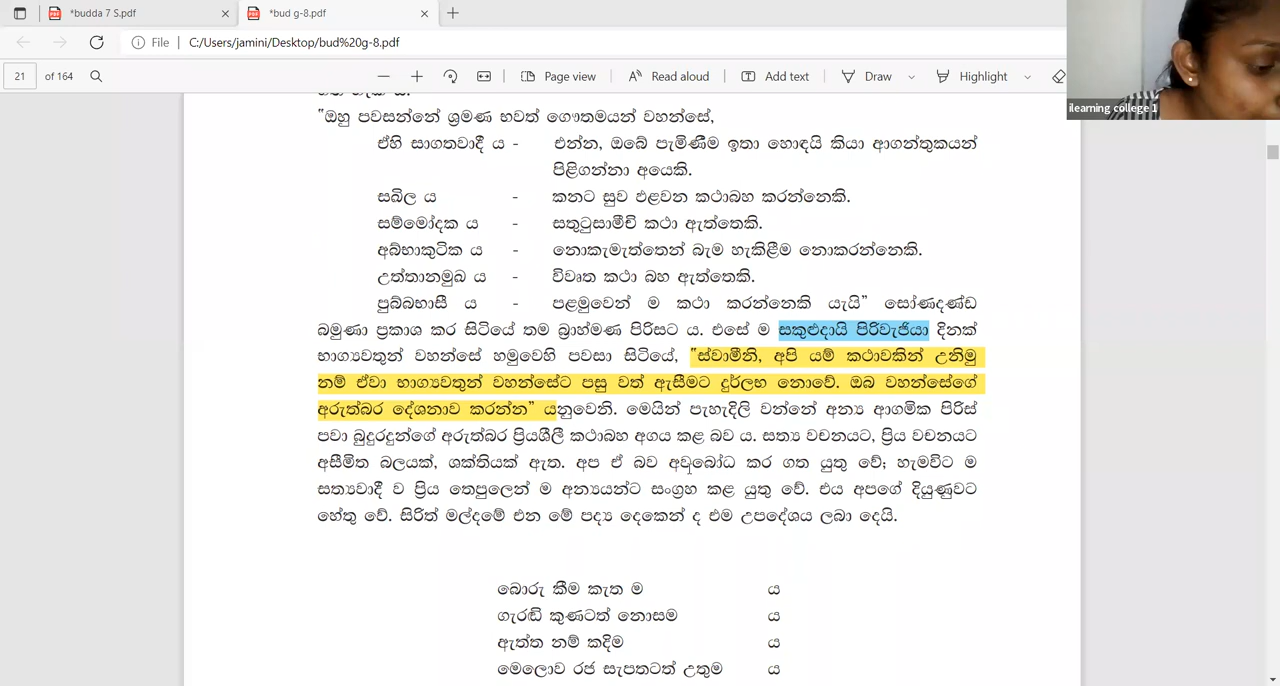 *budda 7 S.pdf
*bud g-8.pdf
File
C:/Users/jamini/Desktop/bud%20g-8.pdf
21 of 164
Page view
Read aloud
Add text
Draw
Highlight
ilearning college 1
"ඔහු පවසන්නේ ශ්‍රමණ භවත් ගෞතමයන් වහන්සේ,
ඒහි සාගතවාදී ය - එන්න, ඔබේ පැමිණීම ඉතා හොඳයි කියා ආගන්තුකයන්
පිළිගන්නා අයෙකි.
සඛිල ය - කනට සුව එළවන කථාබහ කරන්නෙකි.
සම්මෝදක ය - සතුටුසාමීචි කථා ඇත්තෙකි.
අබ්භාකුටික ය - නොකැමැත්තෙන් බැම හැකිළීම නොකරන්නෙකි.
උත්තානමුඛ ය - විවෘත කථා බහ ඇත්තෙකි.
පුබ්බභාසී ය - පළමුවෙන් ම කථා කරන්නෙකි යැයි" සෝණදණ්ඩ
බමුණා ප්‍රකාශ කර සිටියේ තම බ්‍රාහ්මණ පිරිසට ය. එසේ ම සකුළුදායි පිරිවැජියා දිනක්
භාග්‍යවතුන් වහන්සේ හමුවෙහි පවසා සිටියේ, "ස්වාමීනි, අපි යම් කථාවකින් උනිමු
නම් ඒවා භාග්‍යවතුන් වහන්සේට පසු වත් ඇසීමට දුර්ලභ නොවේ. ඔබ වහන්සේගේ
අරුත්බර දේශනාව කරන්න" යනුවෙනි. මෙයින් පැහැදිලි වන්නේ අන්‍ය ආගමික පිරිස්
පවා බුදුරදුන්ගේ අරුත්බර ප්‍රියශීලී කථාබහ අගය කළ බව ය. සත්‍ය වචනයට, ප්‍රිය වචනයට
අසීමිත බලයක්, ශක්තියක් ඇත. අප ඒ බව අවබෝධ කර ගත යුතු වේ; හැමවිට ම
සත්‍යවාදී ව ප්‍රිය තෙපුලෙන් ම අන්‍යයන්ට සංග්‍රහ කළ යුතු වේ. එය අපගේ දියුණුවට
හේතු වේ. සිරිත් මල්දමේ එන මේ පද්‍ය දෙකෙන් ද එම උපදේශය ලබා දෙයි.
බොරු කීම කැත ම ය
ගැරඬි කුණටත් නොසම ය
ඇත්ත නම් කදිම ය
මෙලොව රජ සැපතටත් උතුම ය